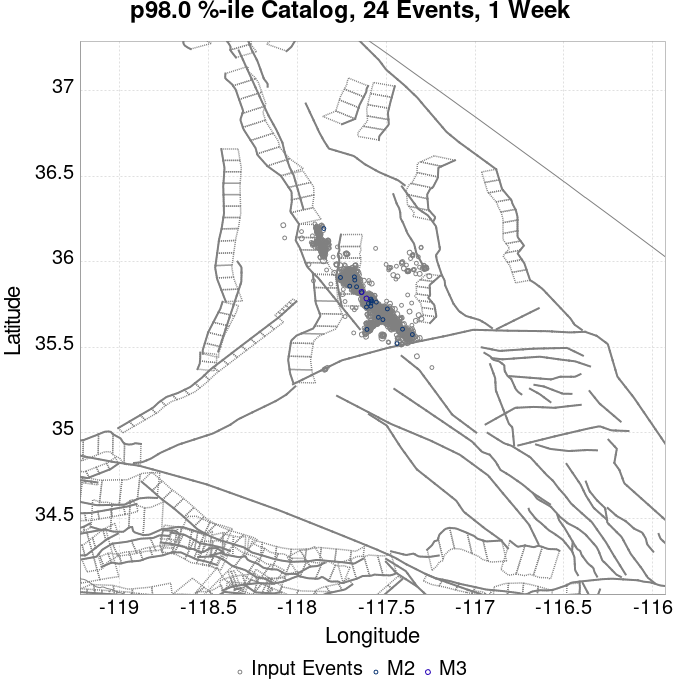 p98.0 %-ile Catalog, 24 Events, 1 Week
37
36.5
36
35.5
35
34.5
Latitude
-119
-118.5
-118
-117.5
-117
-116.5
-116
Longitude
Input Events
M2
M3